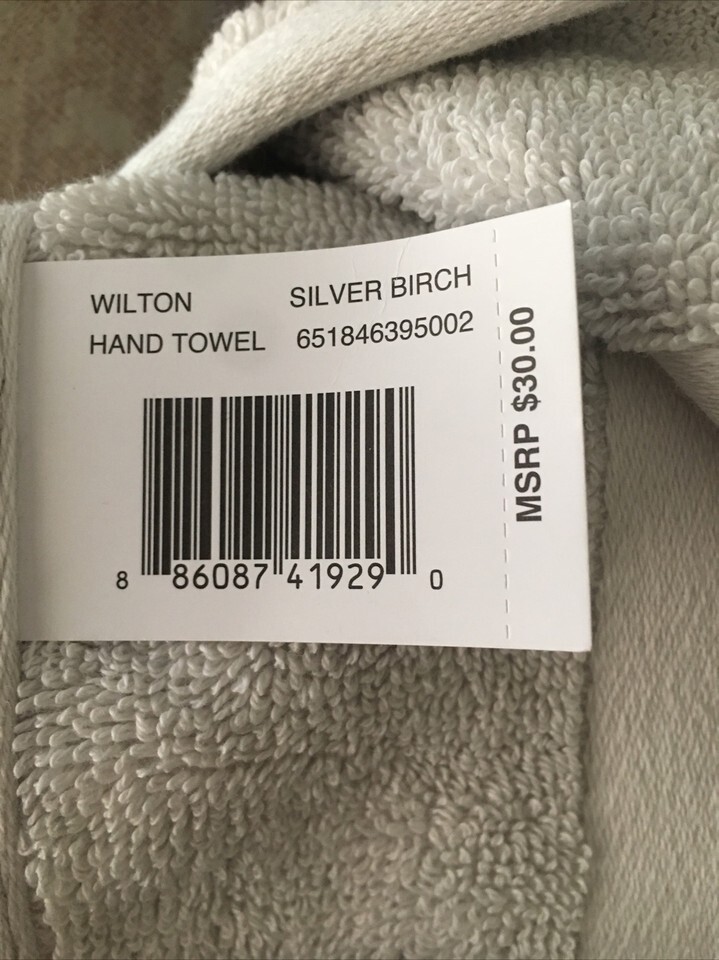 WILTON SILVER BIRCH
HAND TOWEL 651846395002
8 86087 41929 0
MSRP $30.00